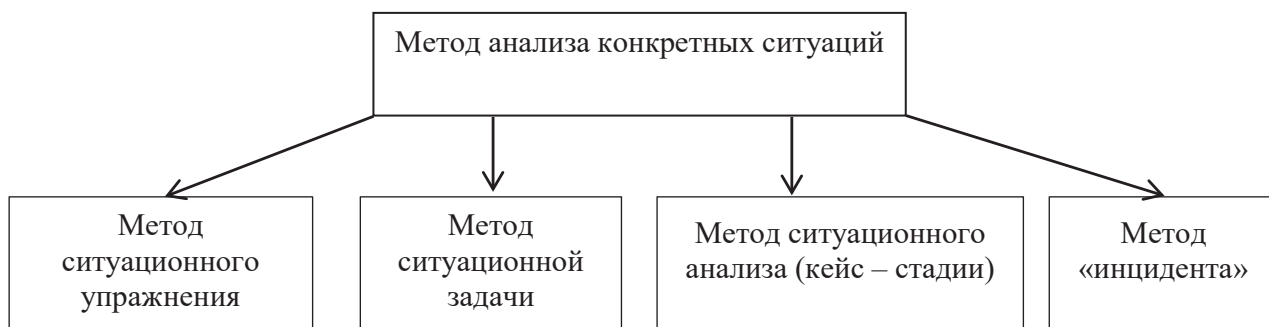 Метод анализа конкретных ситуаций
Метод
ситуационного
упражнения
Метод
ситуационной
задачи
Метод ситуационного
анализа (кейс – стадии)
Метод
«инцидента»